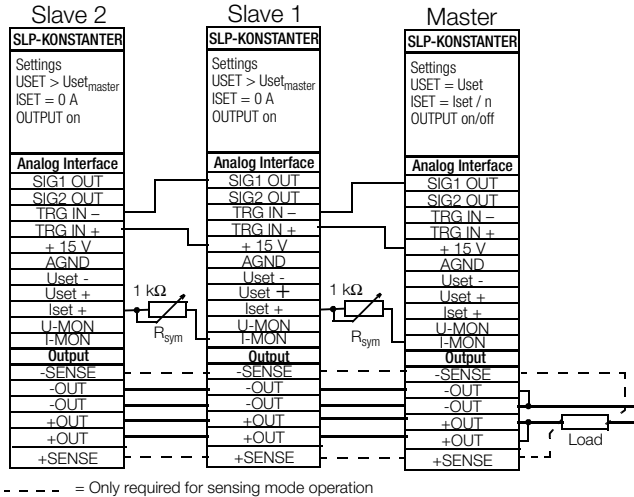 Slave 2
SLP-KONSTANTER
Settings
USET > Usetmaster
ISET = 0 A
OUTPUT on
Analog Interface
SIG1 OUT
SIG2 OUT
TRG IN –
TRG IN +
+ 15 V
AGND
Uset -
Uset +
Iset +
U-MON
I-MON
Output
-SENSE
-OUT
-OUT
+OUT
+OUT
+SENSE
1 kΩ
Rsym
Slave 1
SLP-KONSTANTER
Settings
USET > Usetmaster
ISET = 0 A
OUTPUT on
Analog Interface
SIG1 OUT
SIG2 OUT
TRG IN –
TRG IN +
+ 15 V
AGND
Uset -
Uset +
Iset +
U-MON
I-MON
Output
-SENSE
-OUT
-OUT
+OUT
+OUT
+SENSE
1 kΩ
Rsym
Master
SLP-KONSTANTER
Settings
USET = Uset
ISET = Iset / n
OUTPUT on/off
Analog Interface
SIG1 OUT
SIG2 OUT
TRG IN –
TRG IN +
+ 15 V
AGND
Uset -
Uset +
Iset +
U-MON
I-MON
Output
-SENSE
-OUT
-OUT
+OUT
+OUT
+SENSE
Load
= Only required for sensing mode operation